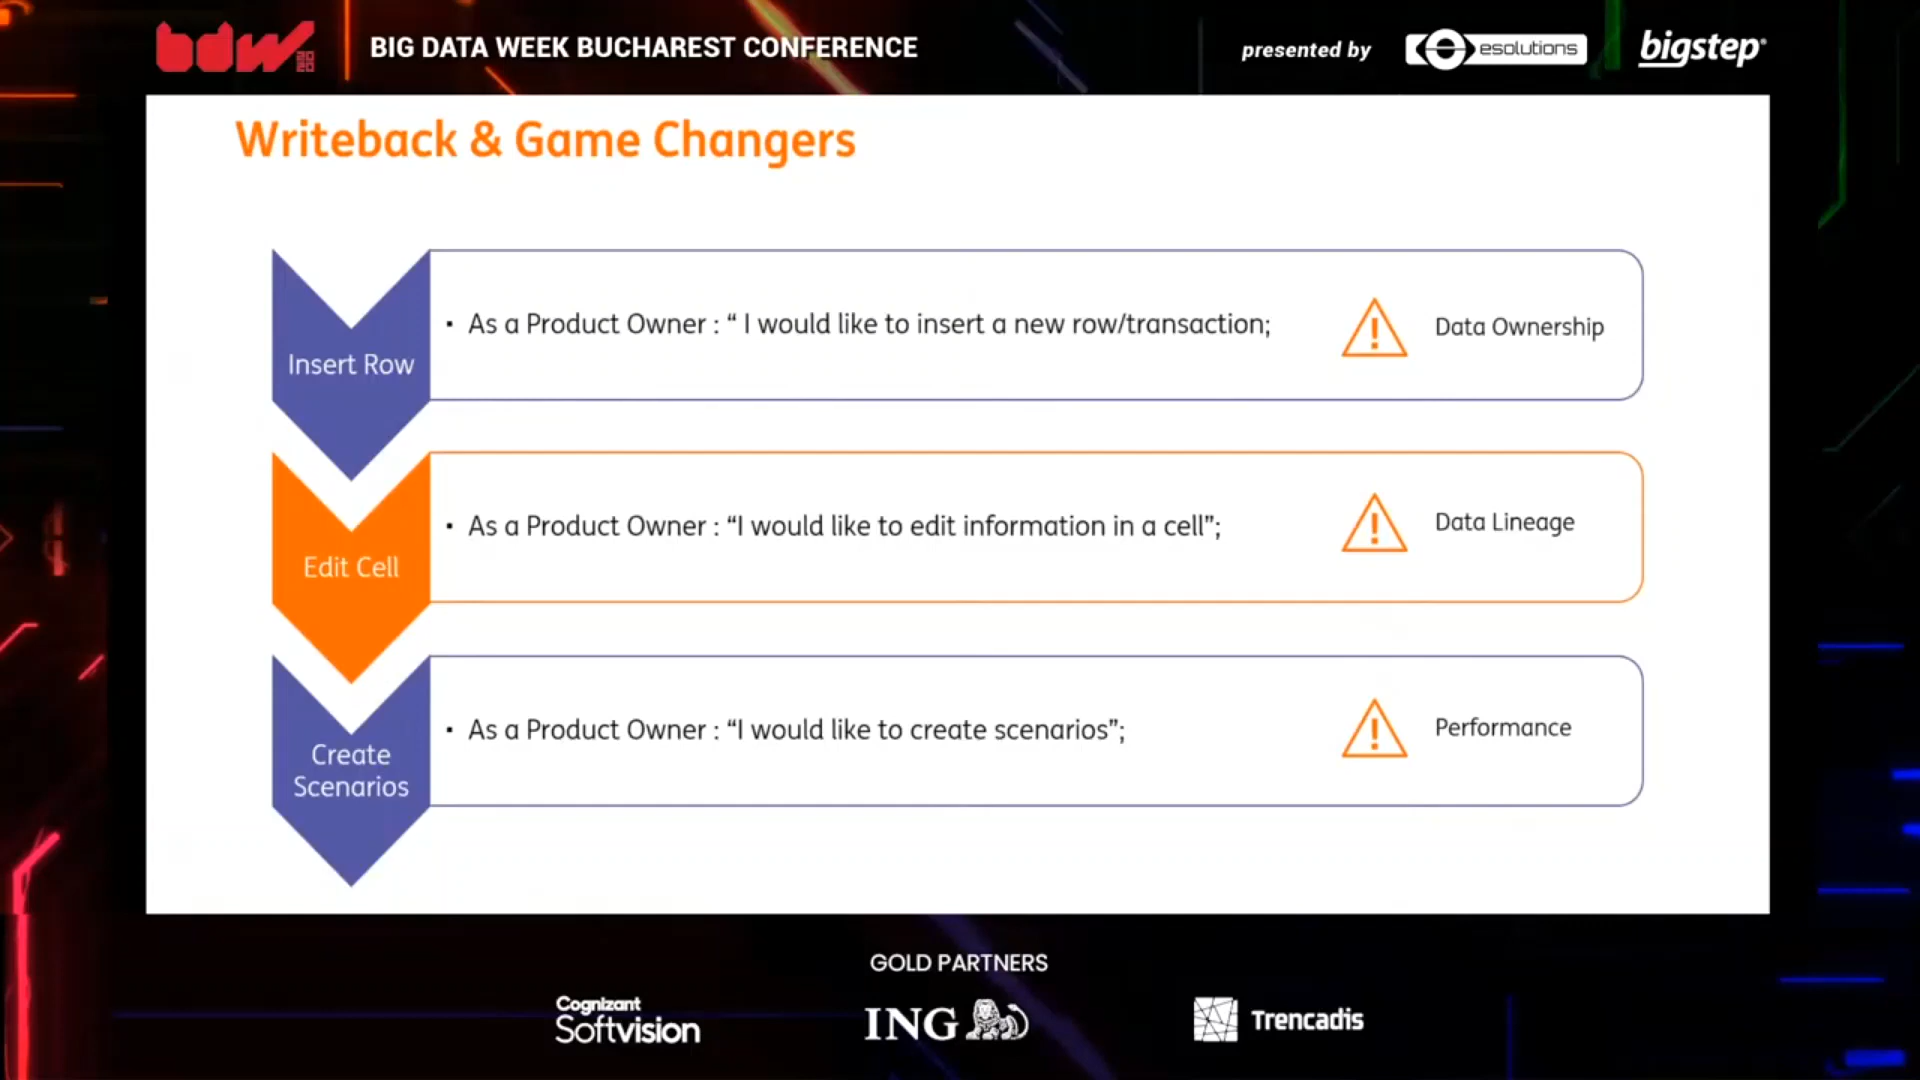 bdw 2020
BIG DATA WEEK BUCHAREST CONFERENCE
presented by
esolutions
bigstep
Writeback & Game Changers
Insert Row
▪ As a Product Owner : “ I would like to insert a new row/transaction;
Data Ownership
Edit Cell
▪ As a Product Owner : “I would like to edit information in a cell”;
Data Lineage
Create
Scenarios
▪ As a Product Owner : “I would like to create scenarios”;
Performance
GOLD PARTNERS
Cognizant
Softvision
ING
Trencadis